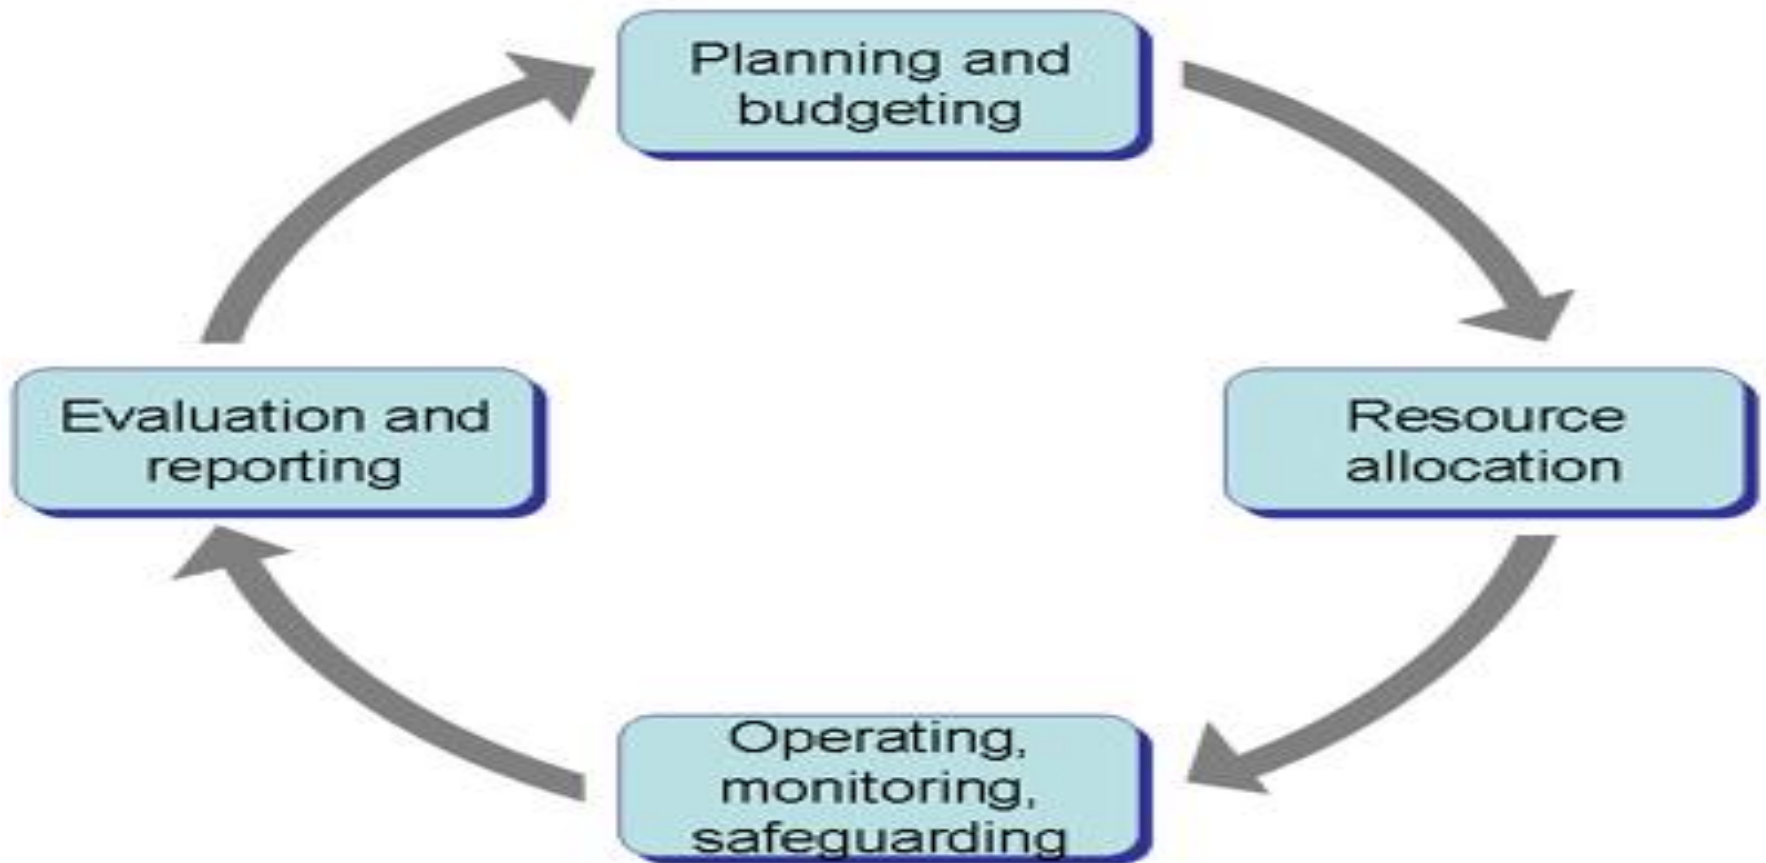 Planning and
budgeting
Resource
allocation
Operating,
monitoring,
safeguarding
Evaluation and
reporting